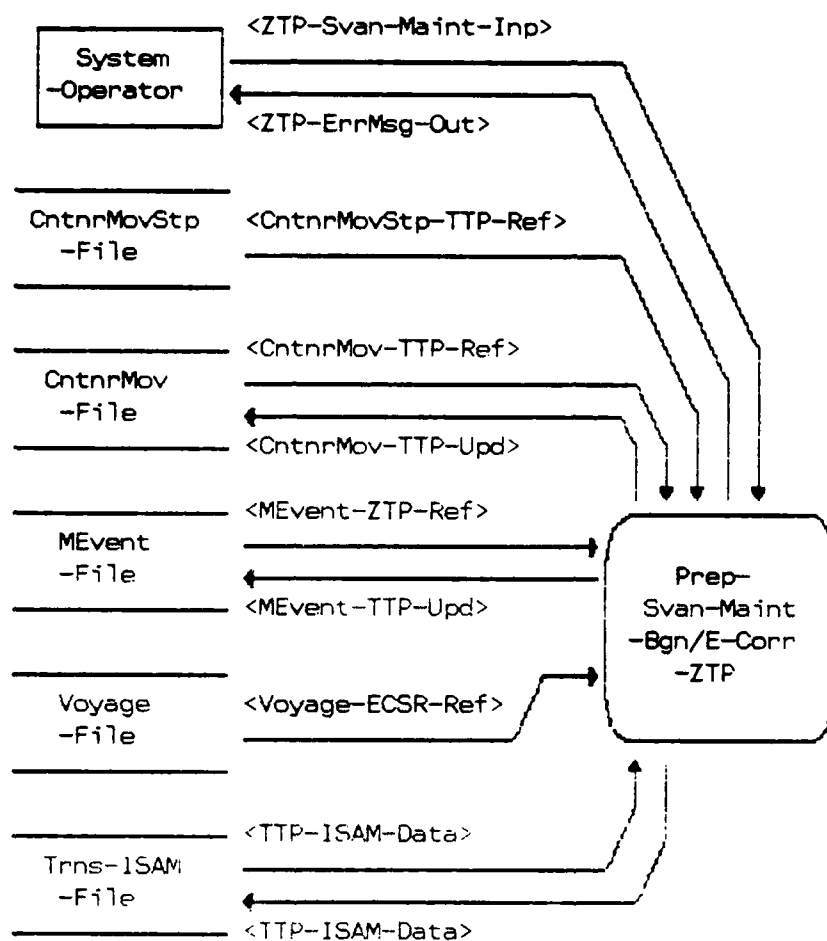 <ZTP-Svan-Maint-Inp>
System
-Operator
<ZTP-ErrMsg-Out>
CntnrMovStp
-File
<CntnrMovStp-TTP-Ref>
<CntnrMov-TTP-Ref>
CntnrMov
-File
<CntnrMov-TTP-Upd>
<MEvent-ZTP-Ref>
MEvent
-File
<MEvent-TTP-Upd>
Prep-
Svan-Maint
-Bgn/E-Corr
-ZTP
Voyage
-File
<Voyage-ECSR-Ref>
<TTP-ISAM-Data>
Trns-ISAM
-File
<TTP-ISAM-Data>